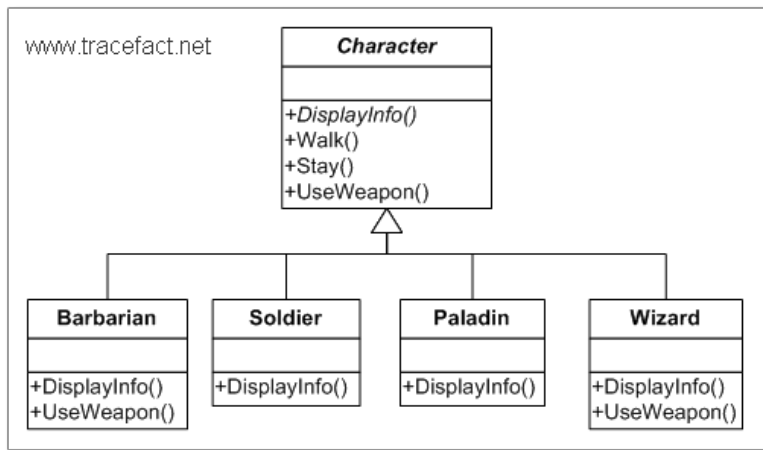 www.tracefact.net
Character
+DisplayInfo()
+Walk()
+Stay()
+UseWeapon()
Barbarian
+DisplayInfo()
+UseWeapon()
Soldier
+DisplayInfo()
Paladin
+DisplayInfo()
Wizard
+DisplayInfo()
+UseWeapon()